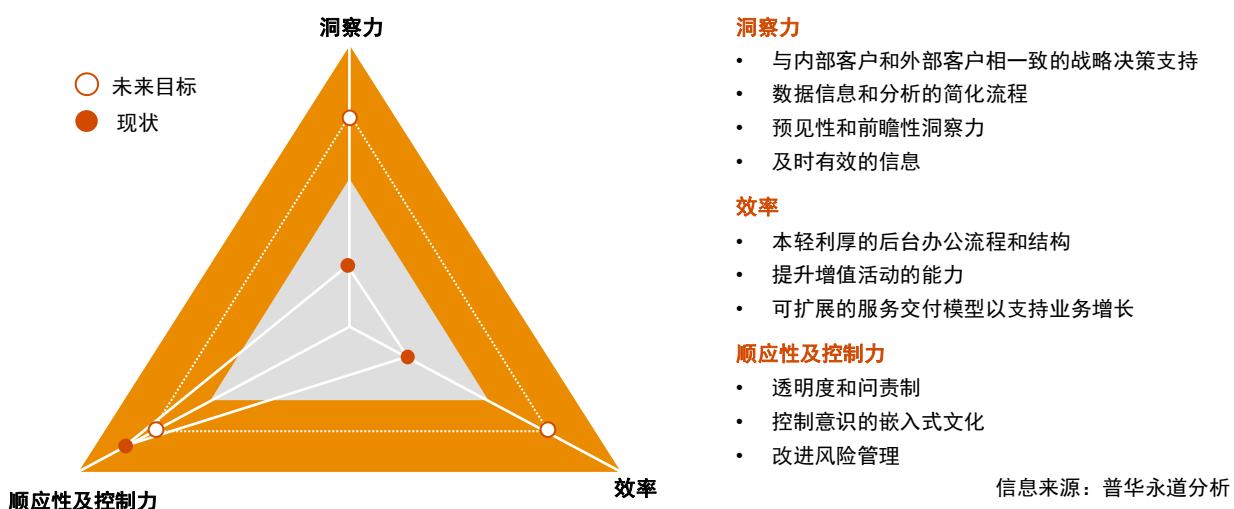 洞察力
未来目标
现状
顺应性及控制力
效率
洞察力
• 与内部客户和外部客户相一致的战略决策支持
• 数据信息和分析的简化流程
• 预见性和前瞻性洞察力
• 及时有效的信息
效率
• 本轻利厚的后台办公流程和结构
• 提升增值活动的能力
• 可扩展的服务交付模型以支持业务增长
顺应性及控制力
• 透明度和问责制
• 控制意识的嵌入式文化
• 改进风险管理
信息来源：普华永道分析